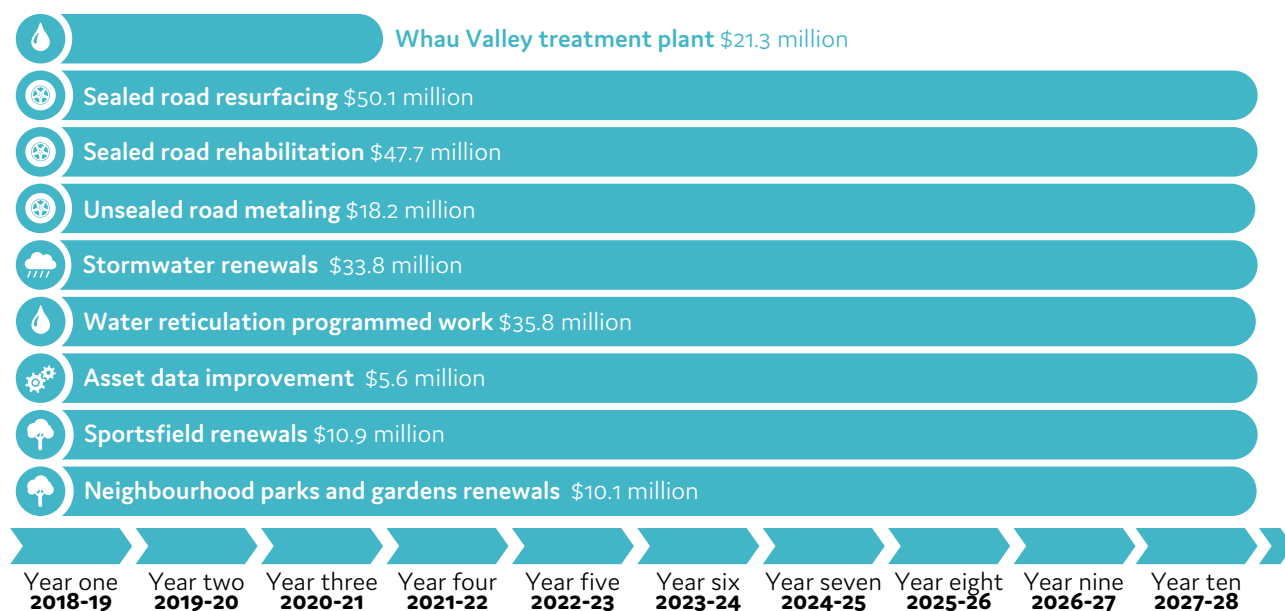 Whau Valley treatment plant $21.3 million
Sealed road resurfacing $50.1 million
Sealed road rehabilitation $47.7 million
Unsealed road metaling $18.2 million
Stormwater renewals $33.8 million
Water reticulation programmed work $35.8 million
Asset data improvement $5.6 million
Sportsfield renewals $10.9 million
Neighbourhood parks and gardens renewals $10.1 million
Year one Year two Year three Year four Year five Year six Year seven Year eight Year nine Year ten
2018-19 2019-20 2020-21 2021-22 2022-23 2023-24 2024-25 2025-26 2026-27 2027-28